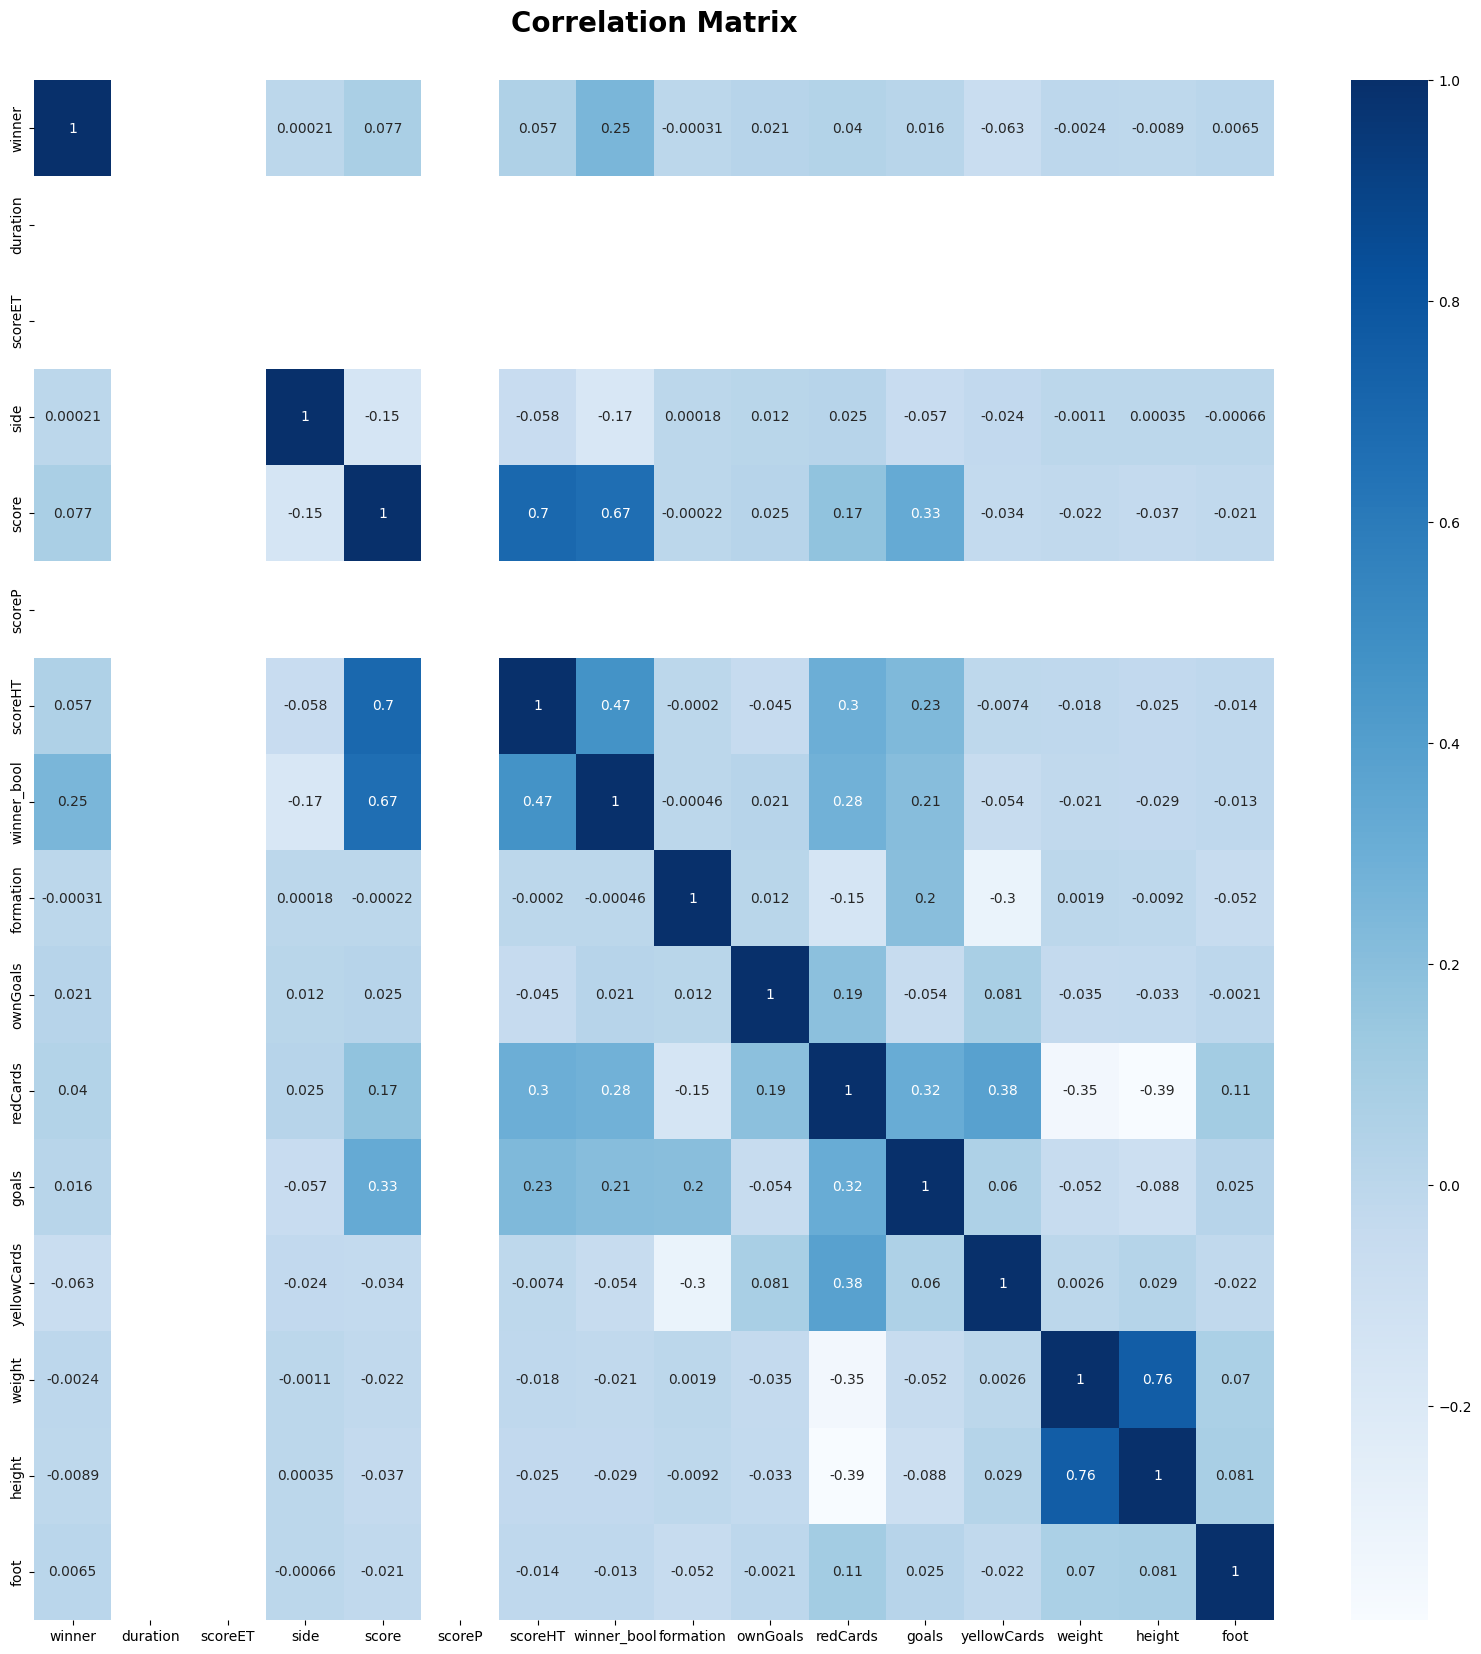 Correlation Matrix
winner 1 0.00021 0.077 0.057 0.25 -0.00031 0.021 0.04 0.016 -0.063 -0.0024 -0.0089 0.0065
duration
scoreET
side 0.00021 1 -0.15 -0.058 -0.17 0.00018 0.012 0.025 -0.057 -0.024 -0.0011 0.00035 -0.00066
score 0.077 -0.15 1 0.7 0.67 -0.00022 0.025 0.17 0.33 -0.034 -0.022 -0.037 -0.021
scoreP
scoreHT 0.057 -0.058 0.7 1 0.47 -0.0002 -0.045 0.3 0.23 -0.0074 -0.018 -0.025 -0.014
winner_bool 0.25 -0.17 0.67 0.47 1 -0.00046 0.021 0.28 0.21 -0.054 -0.021 -0.029 -0.013
formation -0.00031 0.00018 -0.00022 -0.0002 -0.00046 1 0.012 -0.15 0.2 -0.3 0.0019 -0.0092 -0.052
ownGoals 0.021 0.012 0.025 -0.045 0.021 0.012 1 0.19 -0.054 0.081 -0.035 -0.033 -0.0021
redCards 0.04 0.025 0.17 0.3 0.28 -0.15 0.19 1 0.32 0.38 -0.35 -0.39 0.11
goals 0.016 -0.057 0.33 0.23 0.21 0.2 -0.054 0.32 1 0.06 -0.052 -0.088 0.025
yellowCards -0.063 -0.024 -0.034 -0.0074 -0.054 -0.3 0.081 0.38 0.06 1 0.0026 0.029 -0.022
weight -0.0024 -0.0011 -0.022 -0.018 -0.021 0.0019 -0.035 -0.35 -0.052 0.0026 1 0.76 0.07
height -0.0089 0.00035 -0.037 -0.025 -0.029 -0.0092 -0.033 -0.39 -0.088 0.029 0.76 1 0.081
foot 0.0065 -0.00066 -0.021 -0.014 -0.013 -0.052 -0.0021 0.11 0.025 -0.022 0.07 0.081 1
winner duration scoreET side score scoreP scoreHT winner_bool formation ownGoals redCards goals yellowCards weight height foot
1.0
0.8
0.6
0.4
0.2
0.0
−0.2